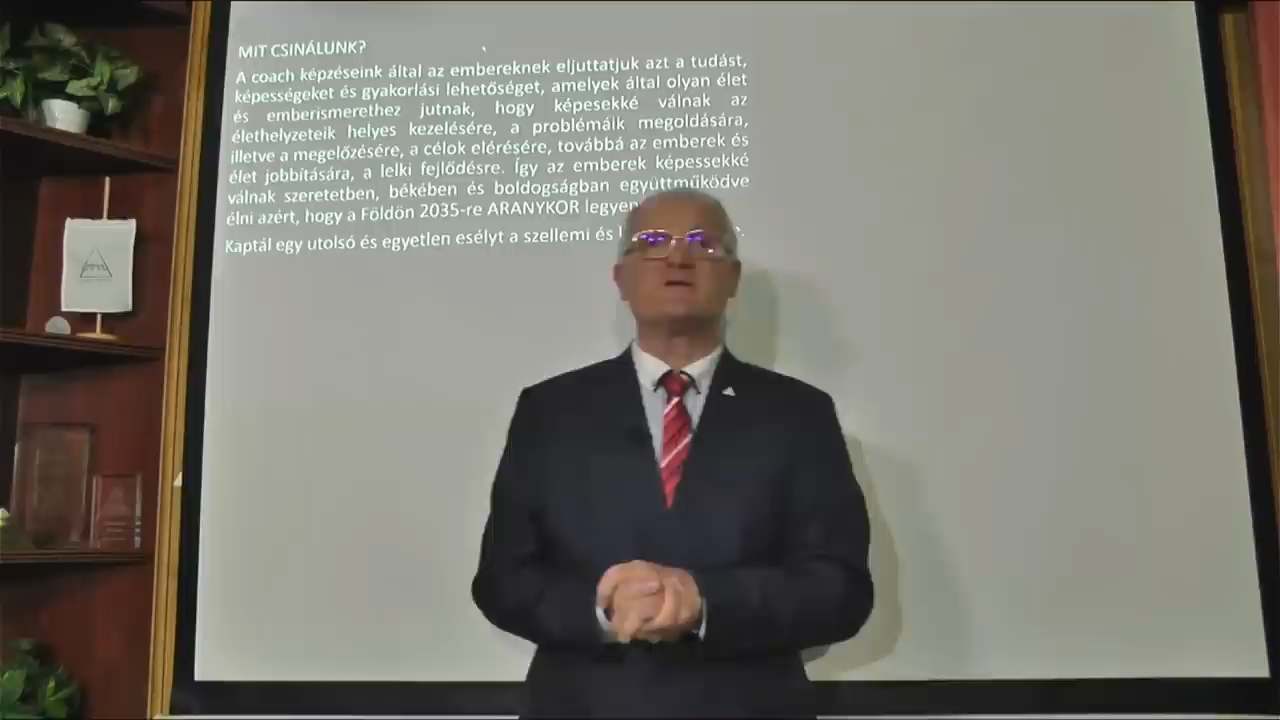 MIT CSINÁLUNK?
A coach képzéseink által az embereknek eljuttatjuk azt a tudást,
képességeket és gyakorlási lehetőséget, amelyek által olyan élet
és emberismerethez jutnak, hogy képesekké válnak az
élethelyzeteik helyes kezelésére, a problémáik megoldására,
illetve a megelőzésére, a célok elérésére, továbbá az emberek és
élet jobbítására, a lelki fejlődésre. Így az emberek képessekké
válnak szeretetben, békében és boldogságban együttműködve
élni azért, hogy a Földön 2035-re ARANYKOR
Kaptál egy utolsó és egyetlen esélyt a szellemi és